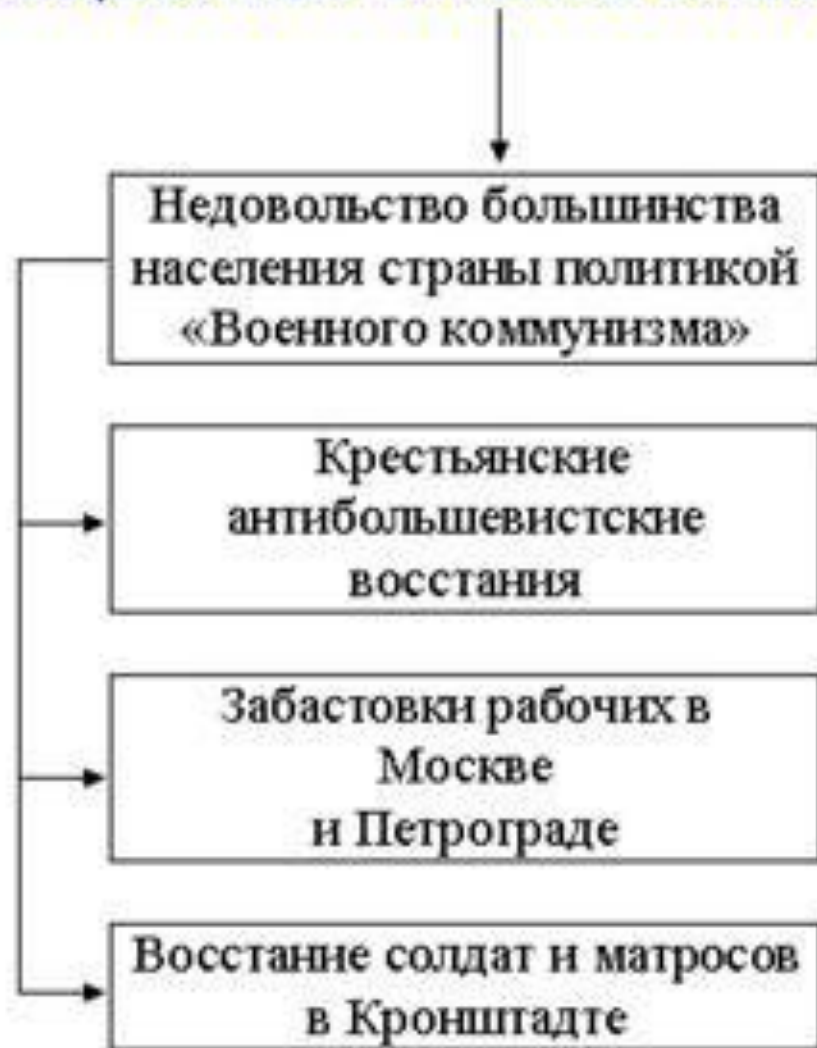 Недовольство большинства
населения страны политикой
«Военного коммунизма»
Крестьянские
антибольшевистские
восстания
Забастовки рабочих в
Москве
и Петрограде
Восстание солдат и матросов
в Кронштадте